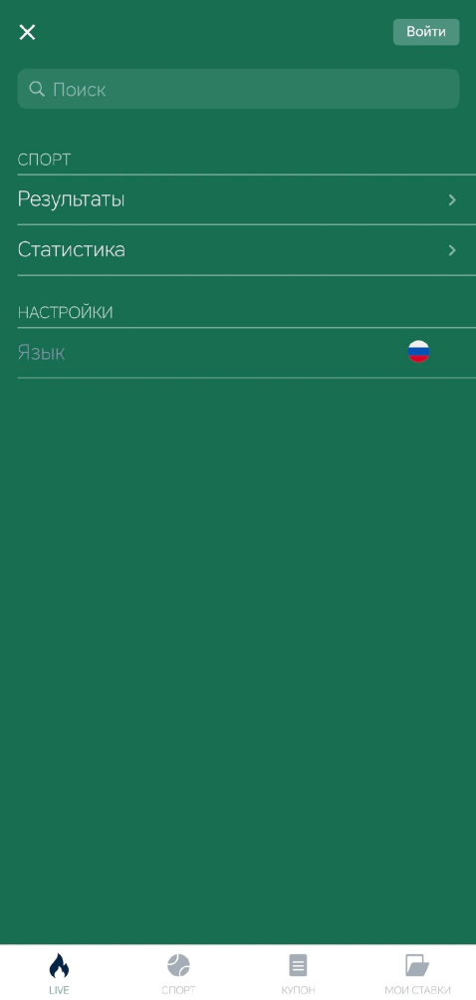 Войти
Поиск
СПОРТ
Результаты
Статистика
НАСТРОЙКИ
Язык
LIVE
СПОРТ
КУПОН
МОИ СТАВКИ